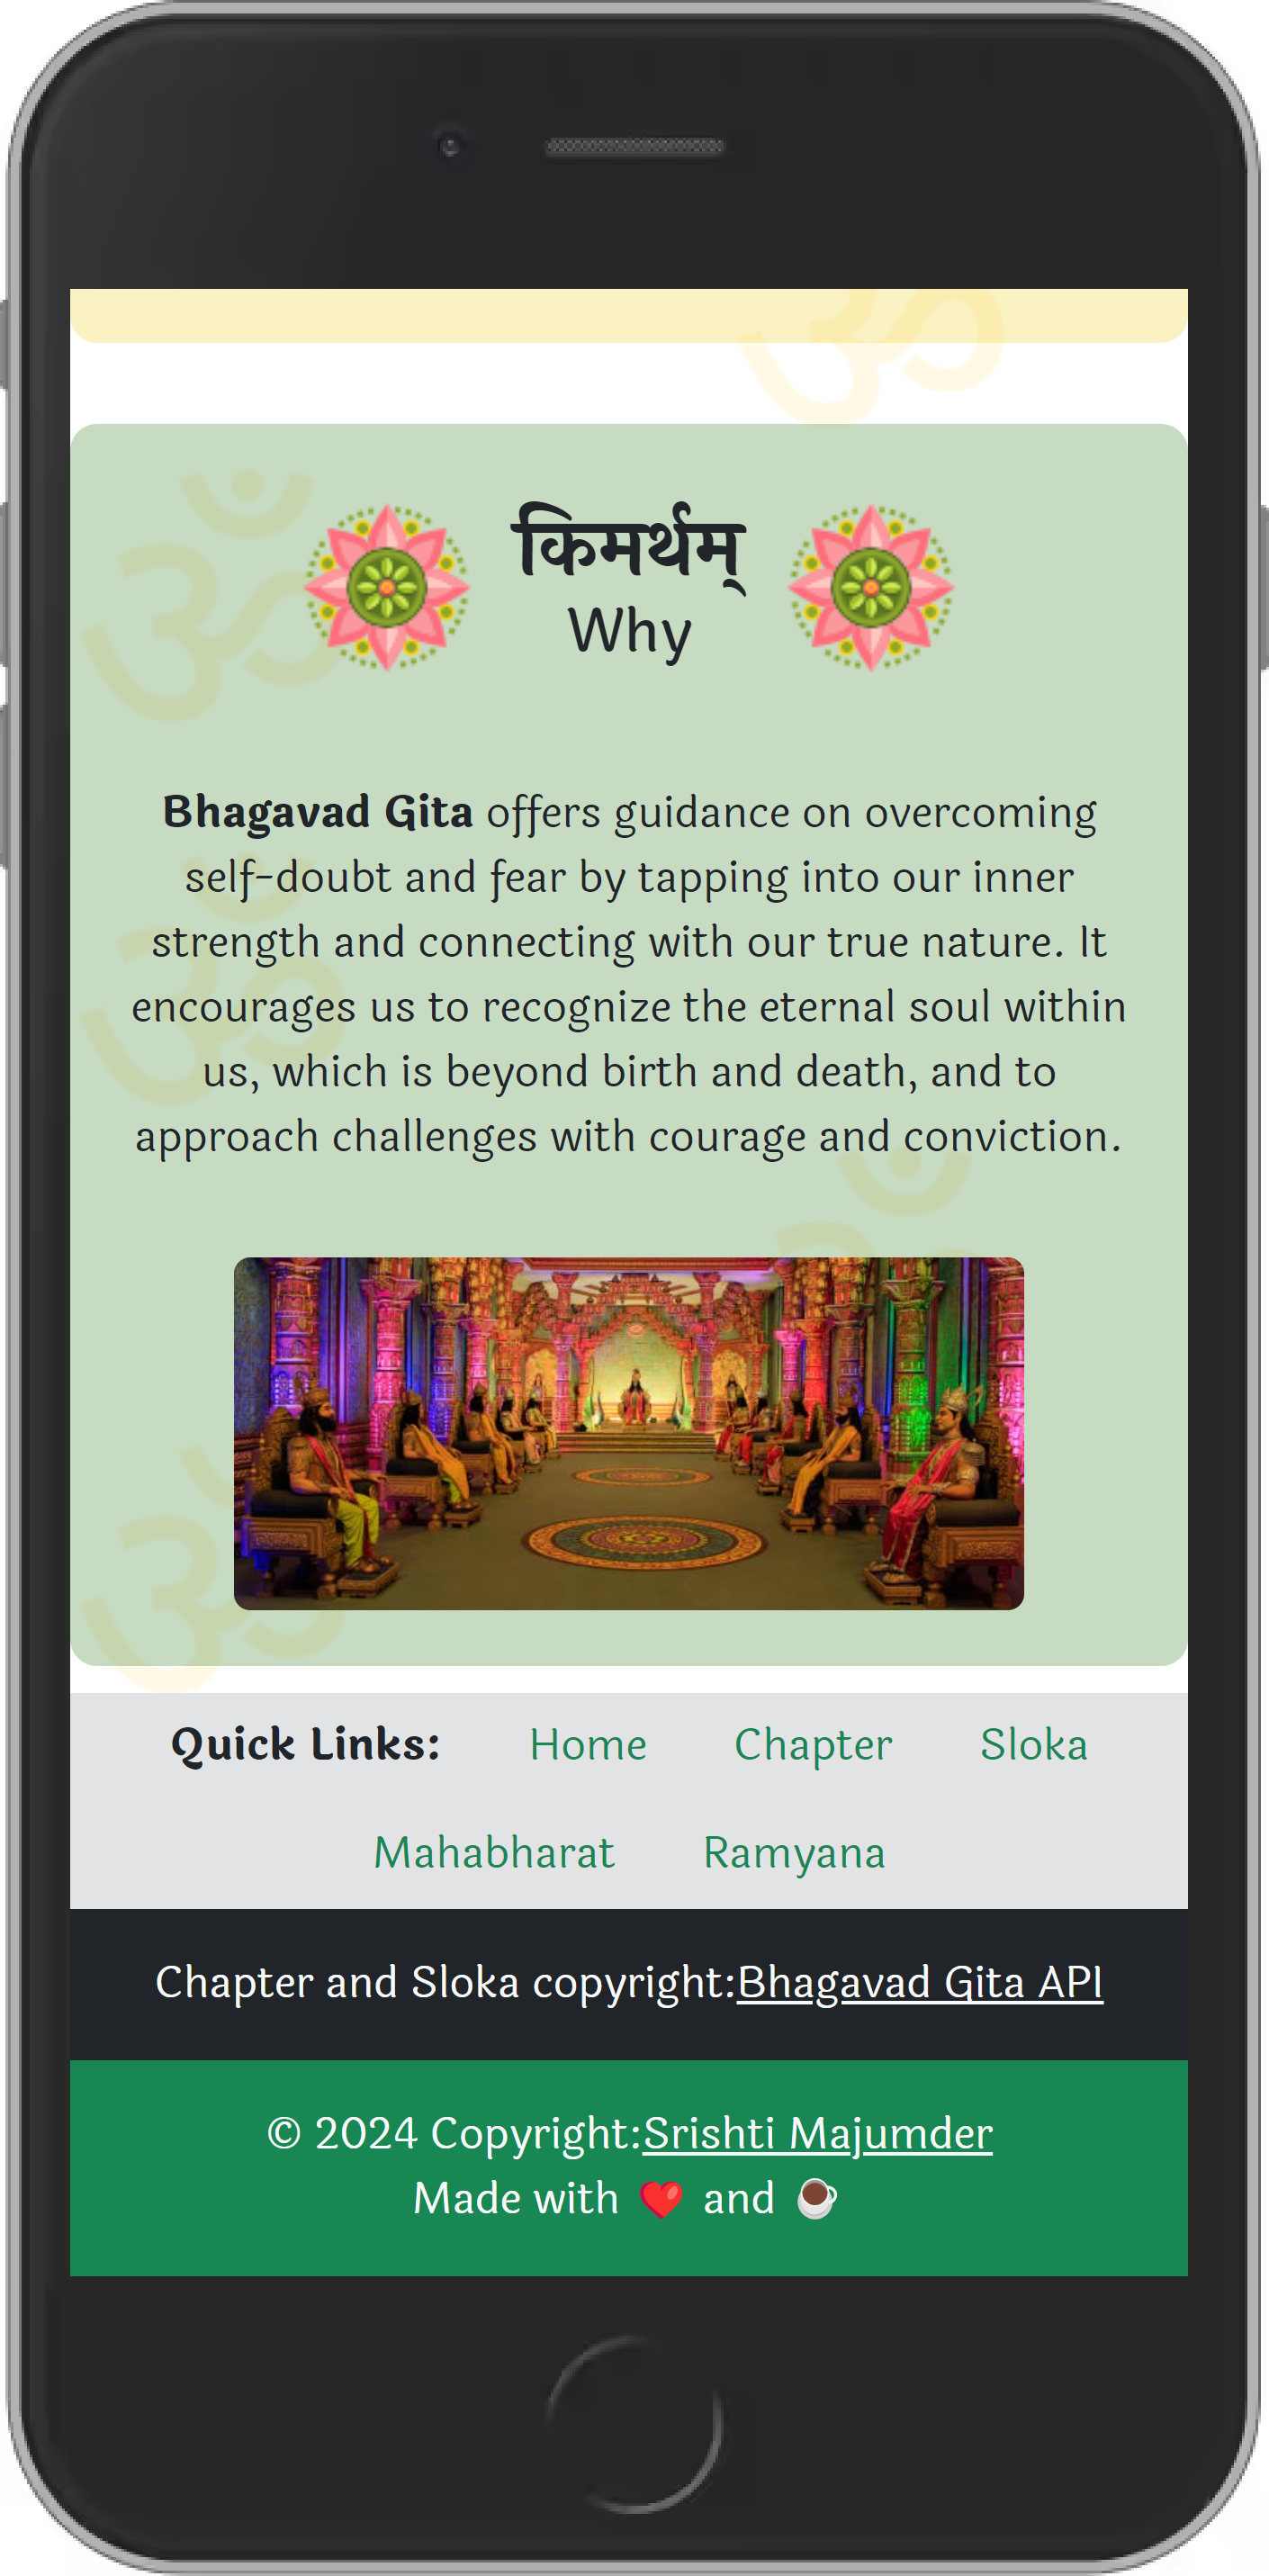 किमर्थम्
Why
Bhagavad Gita offers guidance on overcoming
self-doubt and fear by tapping into our inner
strength and connecting with our true nature. It
encourages us to recognize the eternal soul within
us, which is beyond birth and death, and to
approach challenges with courage and conviction.
Quick Links: Home Chapter Sloka
Mahabharat Ramyana
Chapter and Sloka copyright:Bhagavad Gita API
© 2024 Copyright:Srishti Majumder
Made with ❤️ and ☕